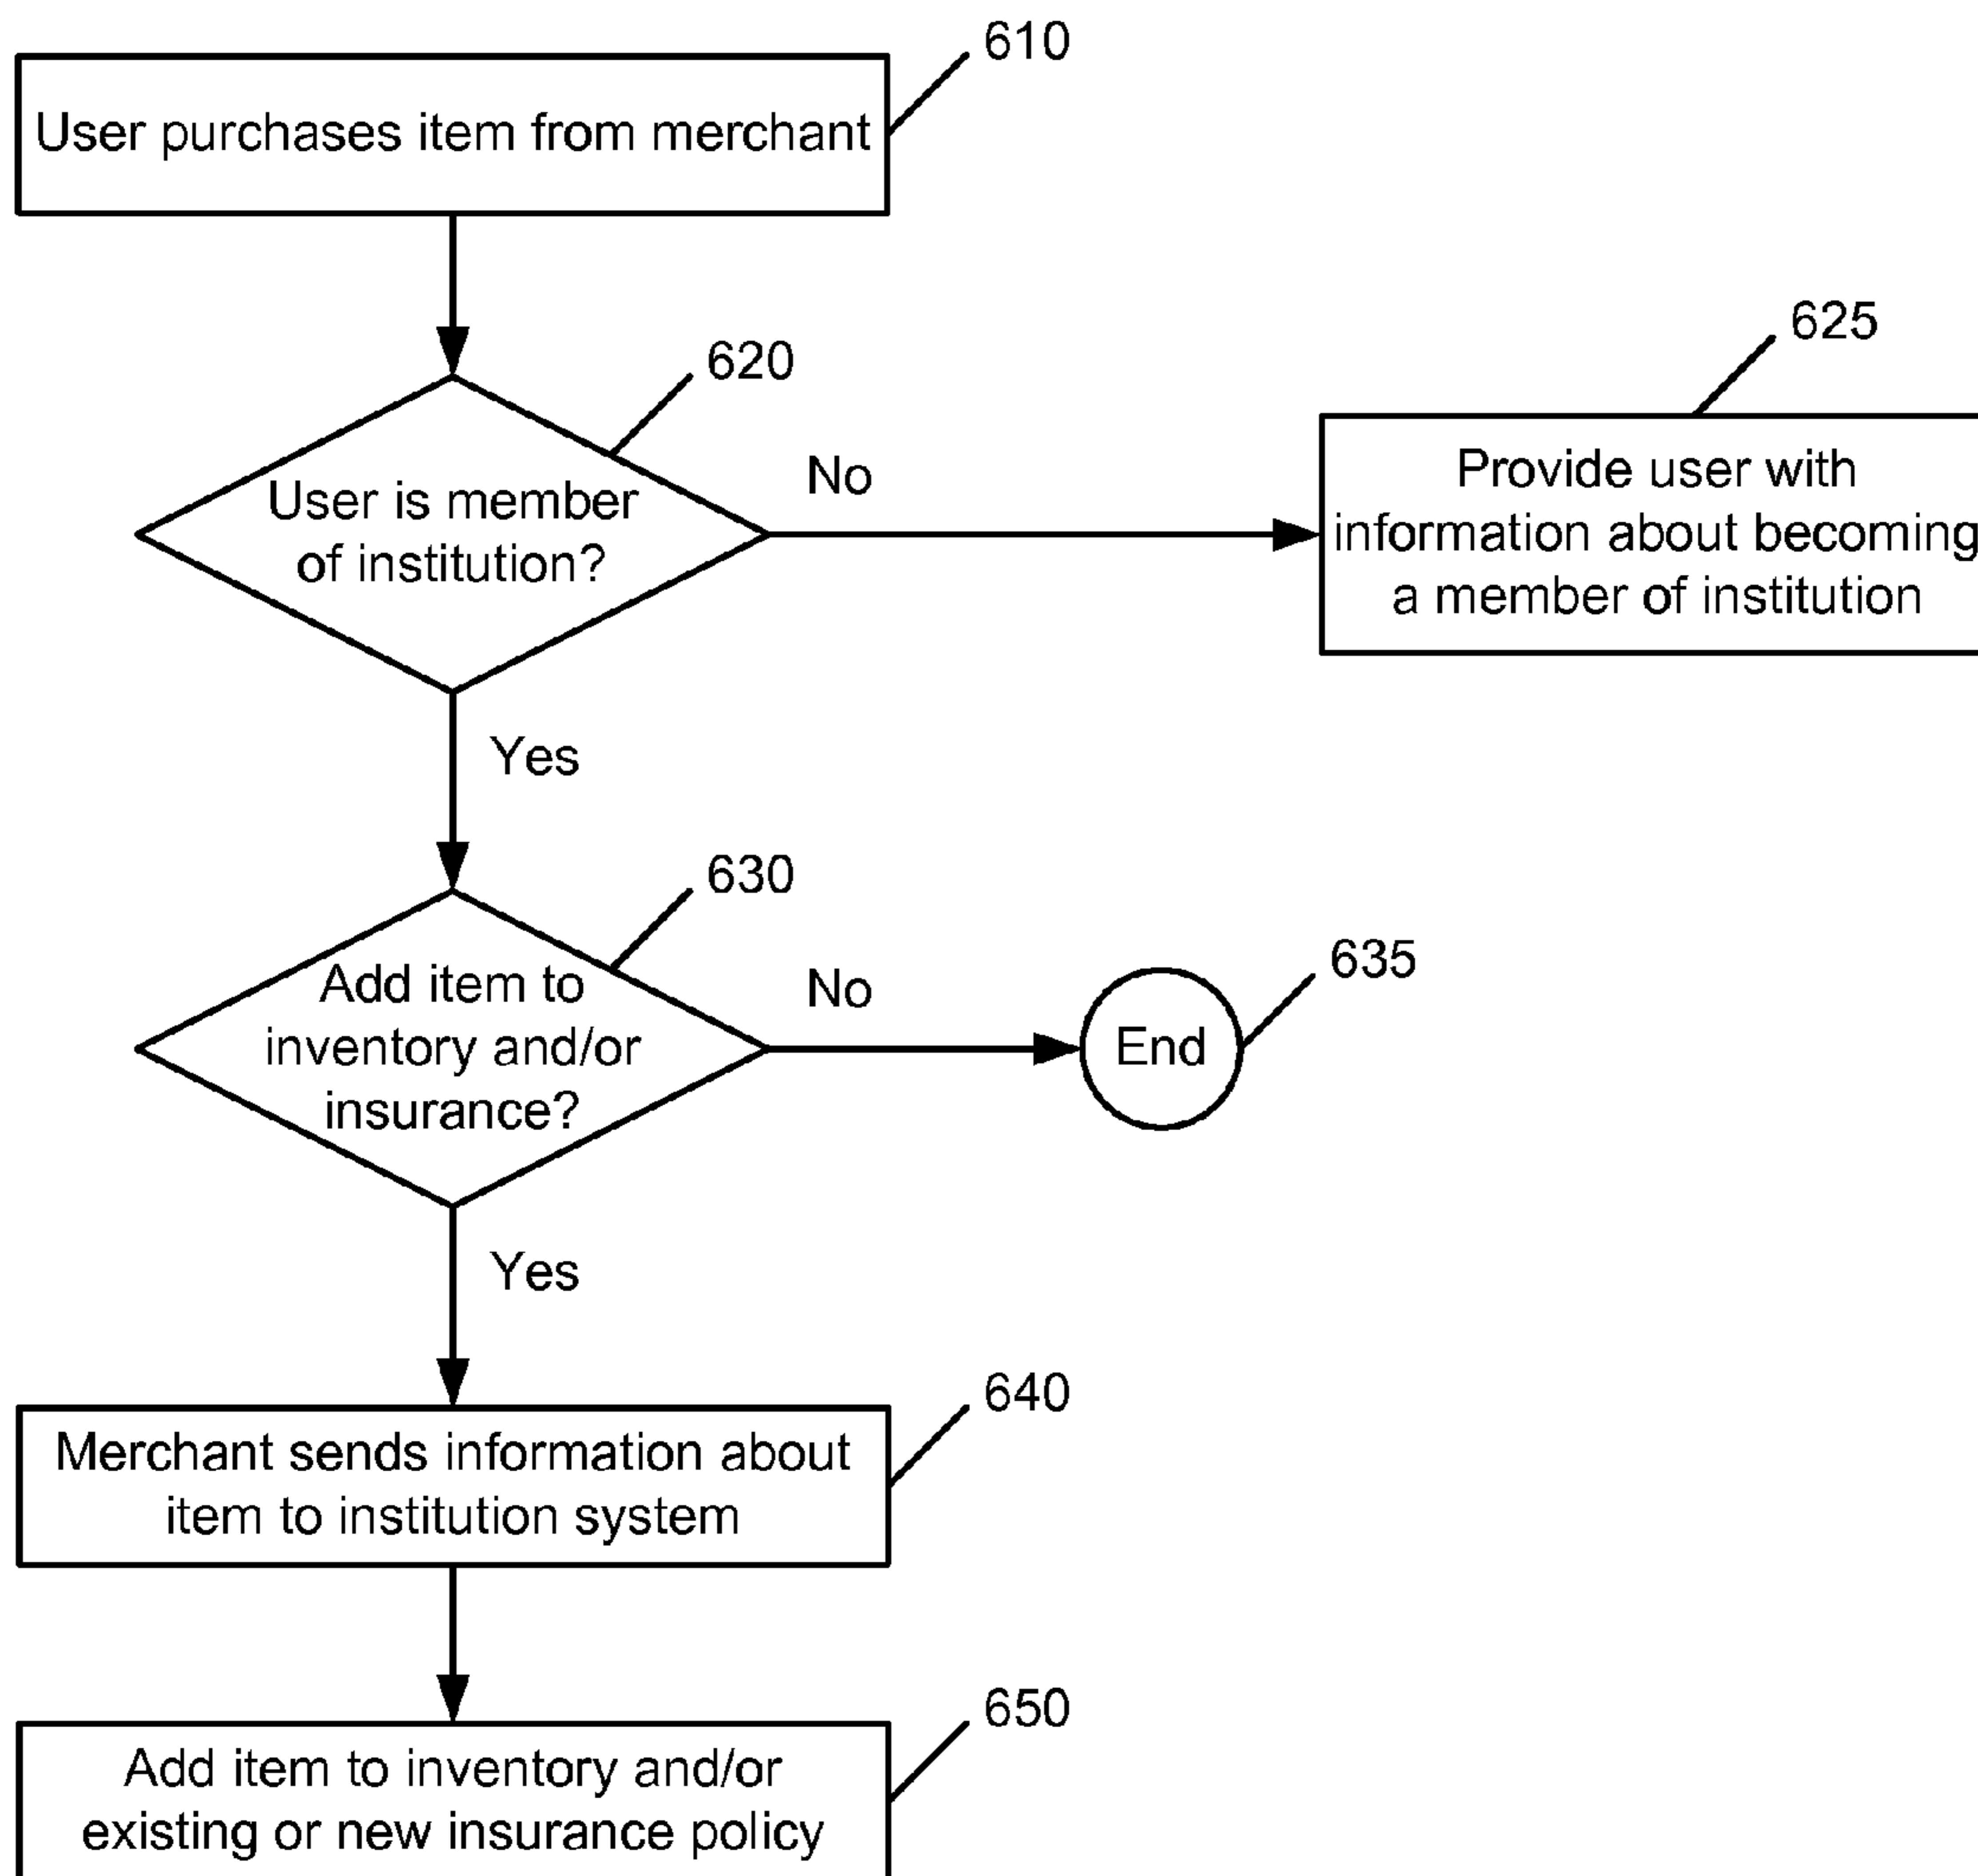 610
User purchases item from merchant
620
User is member
of institution?
No
625
Provide user with
information about becoming
a member of institution
Yes
630
Add item to
inventory and/or
insurance?
No
635
End
Yes
640
Merchant sends information about
item to institution system
650
Add item to inventory and/or
existing or new insurance policy